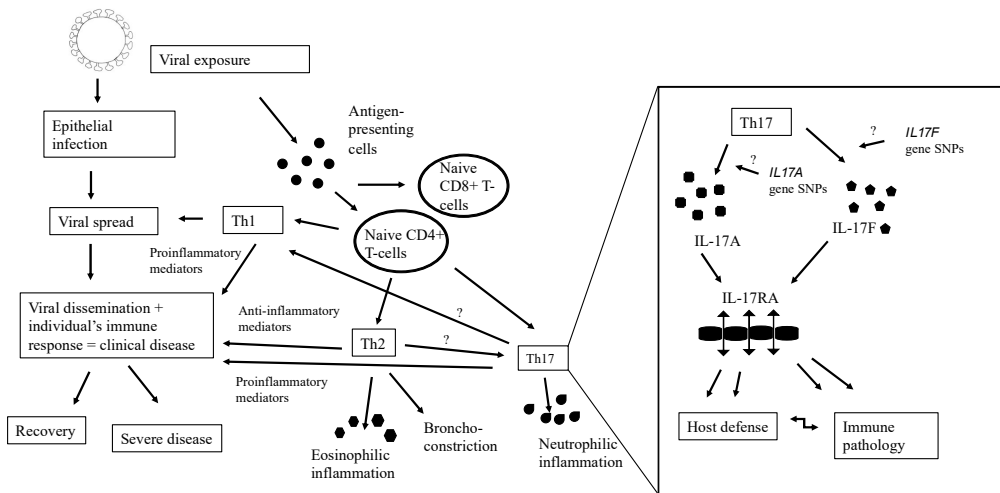 Viral exposure
Epithelial
infection
Antigen-
presenting
cells
Naive
CD8+ T-
cells
Viral spread
Th1
Naive CD4+
T-cells
Proinflammatory
mediators
Viral dissemination +
individual's immune
response = clinical disease
Anti-inflammatory
mediators
?
Th2
?
Th17
Proinflammatory
mediators
Recovery
Severe disease
Eosinophilic
inflammation
Broncho-
constriction
Neutrophilic
inflammation
Th17
?
IL17F
gene SNPs
?
IL17A
gene SNPs
IL-17A
IL-17F
IL-17RA
Host defense
Immune
pathology